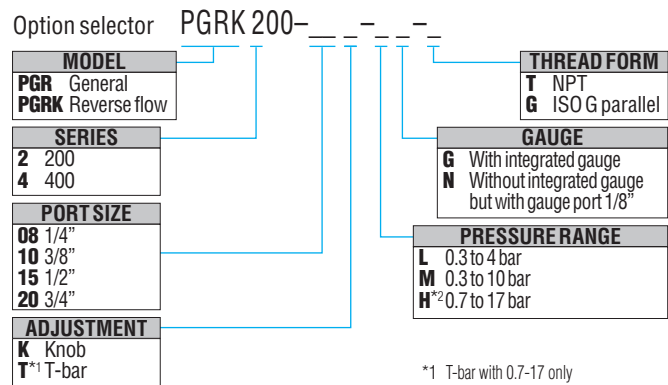 Option selector PGRK 200–__ _–_ _–_
MODEL
PGR General
PGRK Reverse flow
SERIES
2 200
4 400
PORT SIZE
08 1/4”
10 3/8”
15 1/2”
20 3/4”
ADJUSTMENT
K Knob
T*1 T-bar
THREAD FORM
T NPT
G ISO G parallel
GAUGE
G With integrated gauge
N Without integrated gauge
but with gauge port 1/8”
PRESSURE RANGE
L 0.3 to 4 bar
M 0.3 to 10 bar
H*2 0.7 to 17 bar
*1 T-bar with 0.7-17 only